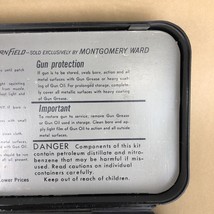 NFIELD—SOLD EXCLUSIVELY BY MONTGOMERY WARD
Gun protection
If gun is to be stored, swab bore, action and all
metal surfaces with Gun Grease or heavy coating
of Gun Oil. For prolonged storage, completely
cover all metallic surfaces with heavy coating
of Gun Grease.
Important
To restore gun to service, remove Gun Grease
or Gun Oil used in storage. Clean bore and ap-
ply light film of Gun Oil to action and all outside
metal surfaces.
DANGER Components of this kit
contain petroleum distillate and nitro-
benzene that may be harmful if mis-
used. Read cautions on individual
containers carefully.
Keep out of reach of children.
ower Prices